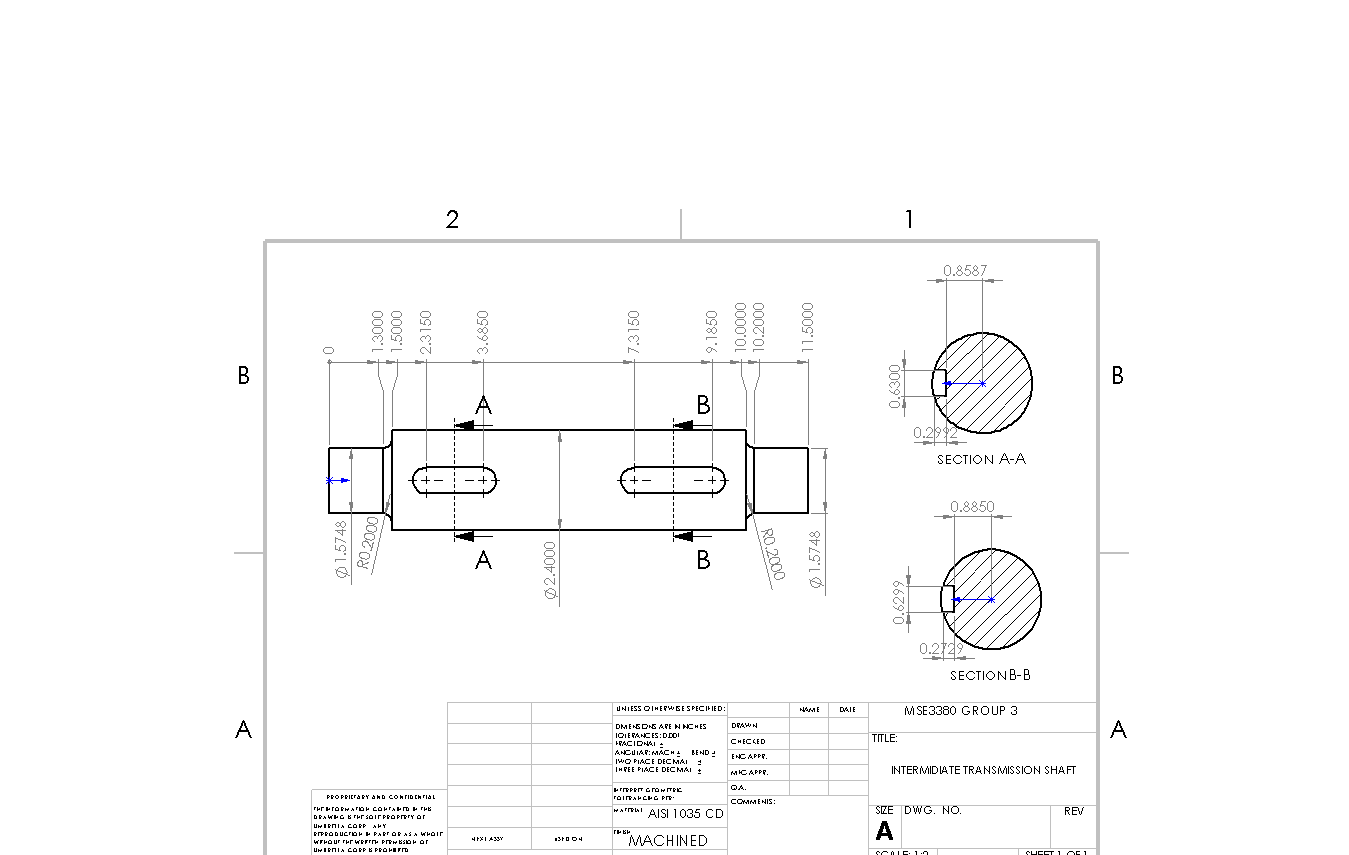 2
1
B
B
A
A
0
1.3000
1.5000
2.3150
3.6850
7.3150
9.1850
10.0000
10.2000
11.5000
A
B
A
B
Ø1.5748
R0.2000
Ø2.4000
R0.2000
Ø1.5748
0.8587
0.6300
0.2992
SECTION A-A
0.8850
0.6299
0.2729
SECTION B-B
UNLESS OTHERWISE SPECIFIED:
DIMENSIONS ARE IN INCHES
TOLERANCES: 0.001
FRACTIONAL ±
ANGULAR: MACH ± BEND ±
TWO PLACE DECIMAL ±
THREE PLACE DECIMAL ±
INTERPRET GEOMETRIC
TOLERANCING PER:
MATERIAL
AISI 1035 CD
FINISH
MACHINED
NEXT ASSY
USED ON
NAME
DATE
DRAWN
CHECKED
ENG APPR.
MFG APPR.
Q.A.
COMMENTS:
MSE3380 GROUP 3
TITLE:
INTERMIDIATE TRANSMISSION SHAFT
SIZE
DWG. NO.
REV
A
SCALE: 1:2
SHEET 1 OF 1
PROPRIETARY AND CONFIDENTIAL
THE INFORMATION CONTAINED IN THIS
DRAWING IS THE SOLE PROPERTY OF
UMBRELLA CORP. ANY
REPRODUCTION IN PART OR AS A WHOLE
WITHOUT THE WRITTEN PERMISSION OF
UMBRELLA CORP IS PROHIBITED.